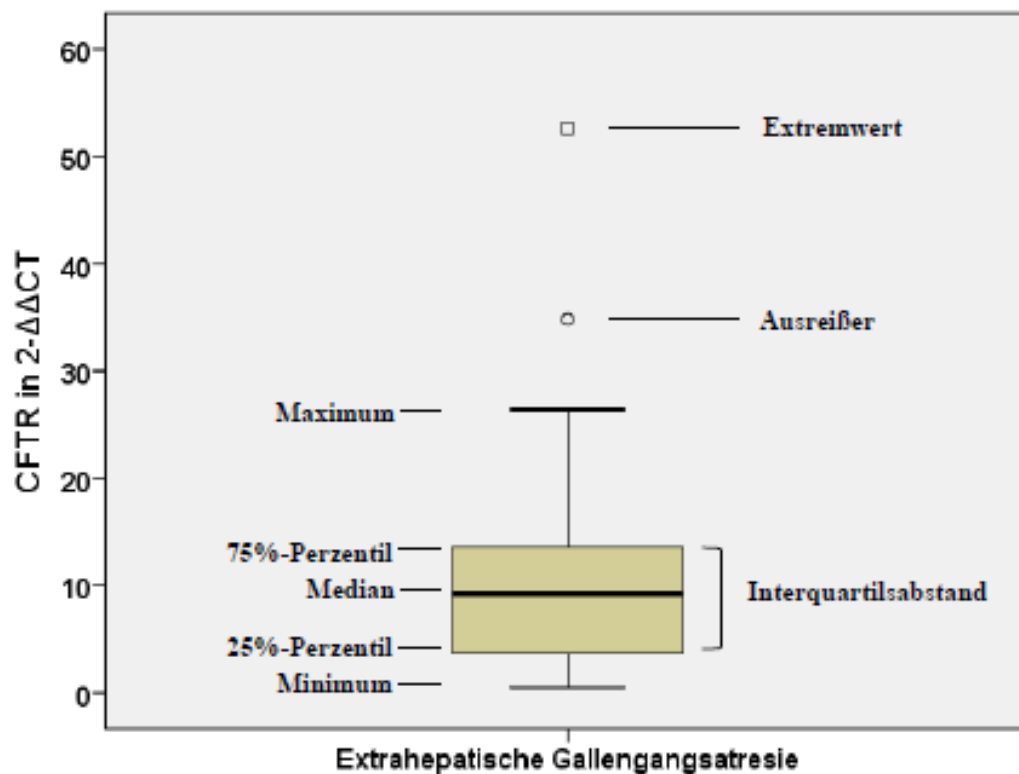 60
Extremwert
50
40
Ausreißer
30
Maximum
20
75%-Perzentil
10
Median
Interquartilsabstand
25%-Perzentil
Minimum
0
CFTR in 2-ΔΔCT
Extrahepatische Gallengangsatresie